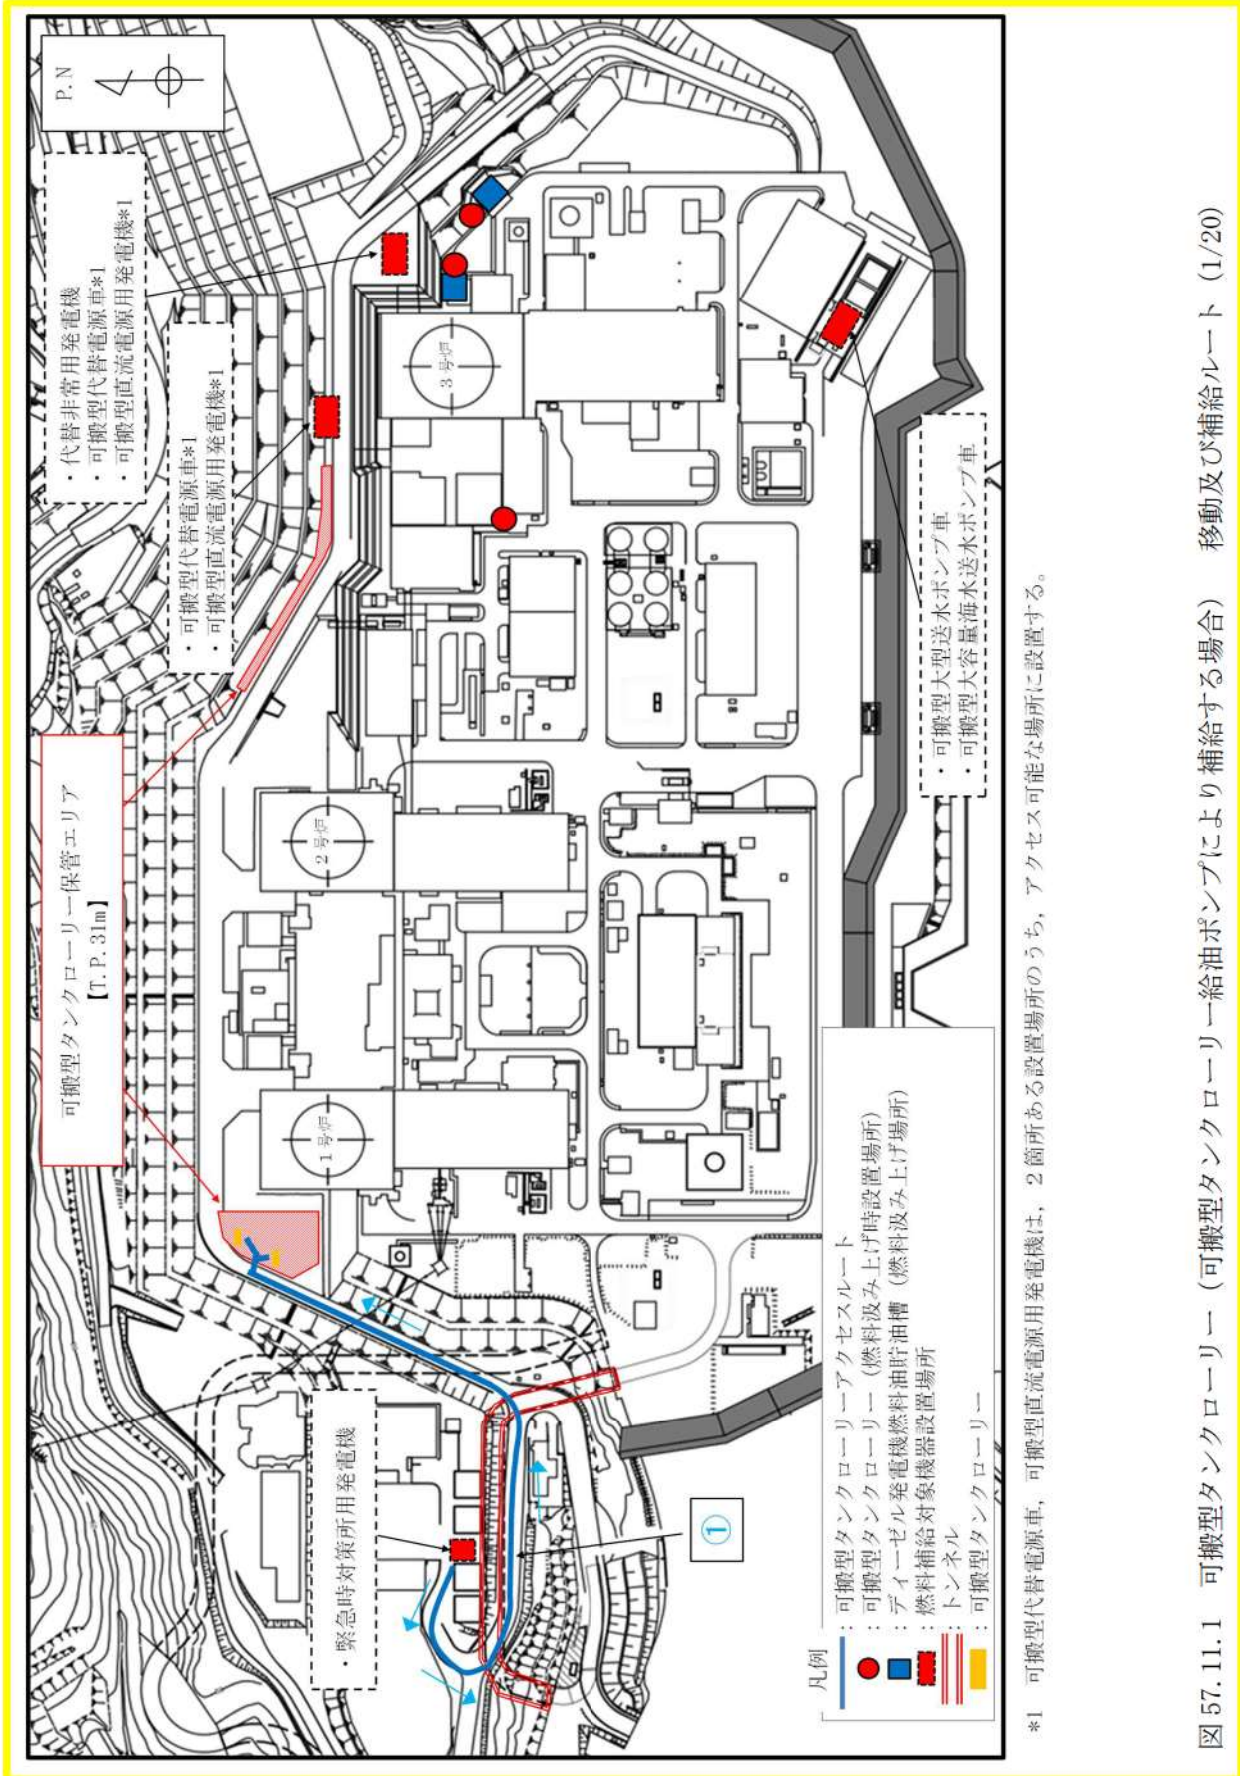 P.N
・代替非常用発電機
・可搬型代替電源車*1
・可搬型直流電源用発電機*1
・可搬型代替電源車*1
・可搬型直流電源用発電機*1
可搬型タンクローリー保管エリア
【T.P.31m】
1号炉
2号炉
3号炉
・緊急時対策所用発電機
①
・可搬型大型送水ポンプ車
・可搬型大容量海水送水ポンプ車
凡例
：可搬型タンクローリーアクセスルート
：可搬型タンクローリー（燃料汲み上げ時設置場所）
：ディーゼル発電機燃料油貯油槽（燃料汲み上げ場所）
：燃料補給対象機器設置場所
：トンネル
：可搬型タンクローリー
*1　可搬型代替電源車，可搬型直流電源用発電機は，2箇所ある設置場所のうち，アクセス可能な場所に設置する。
図 57.11.1　可搬型タンクローリー（可搬型タンクローリー給油ポンプにより補給する場合）　移動及び補給ルート（1/20）